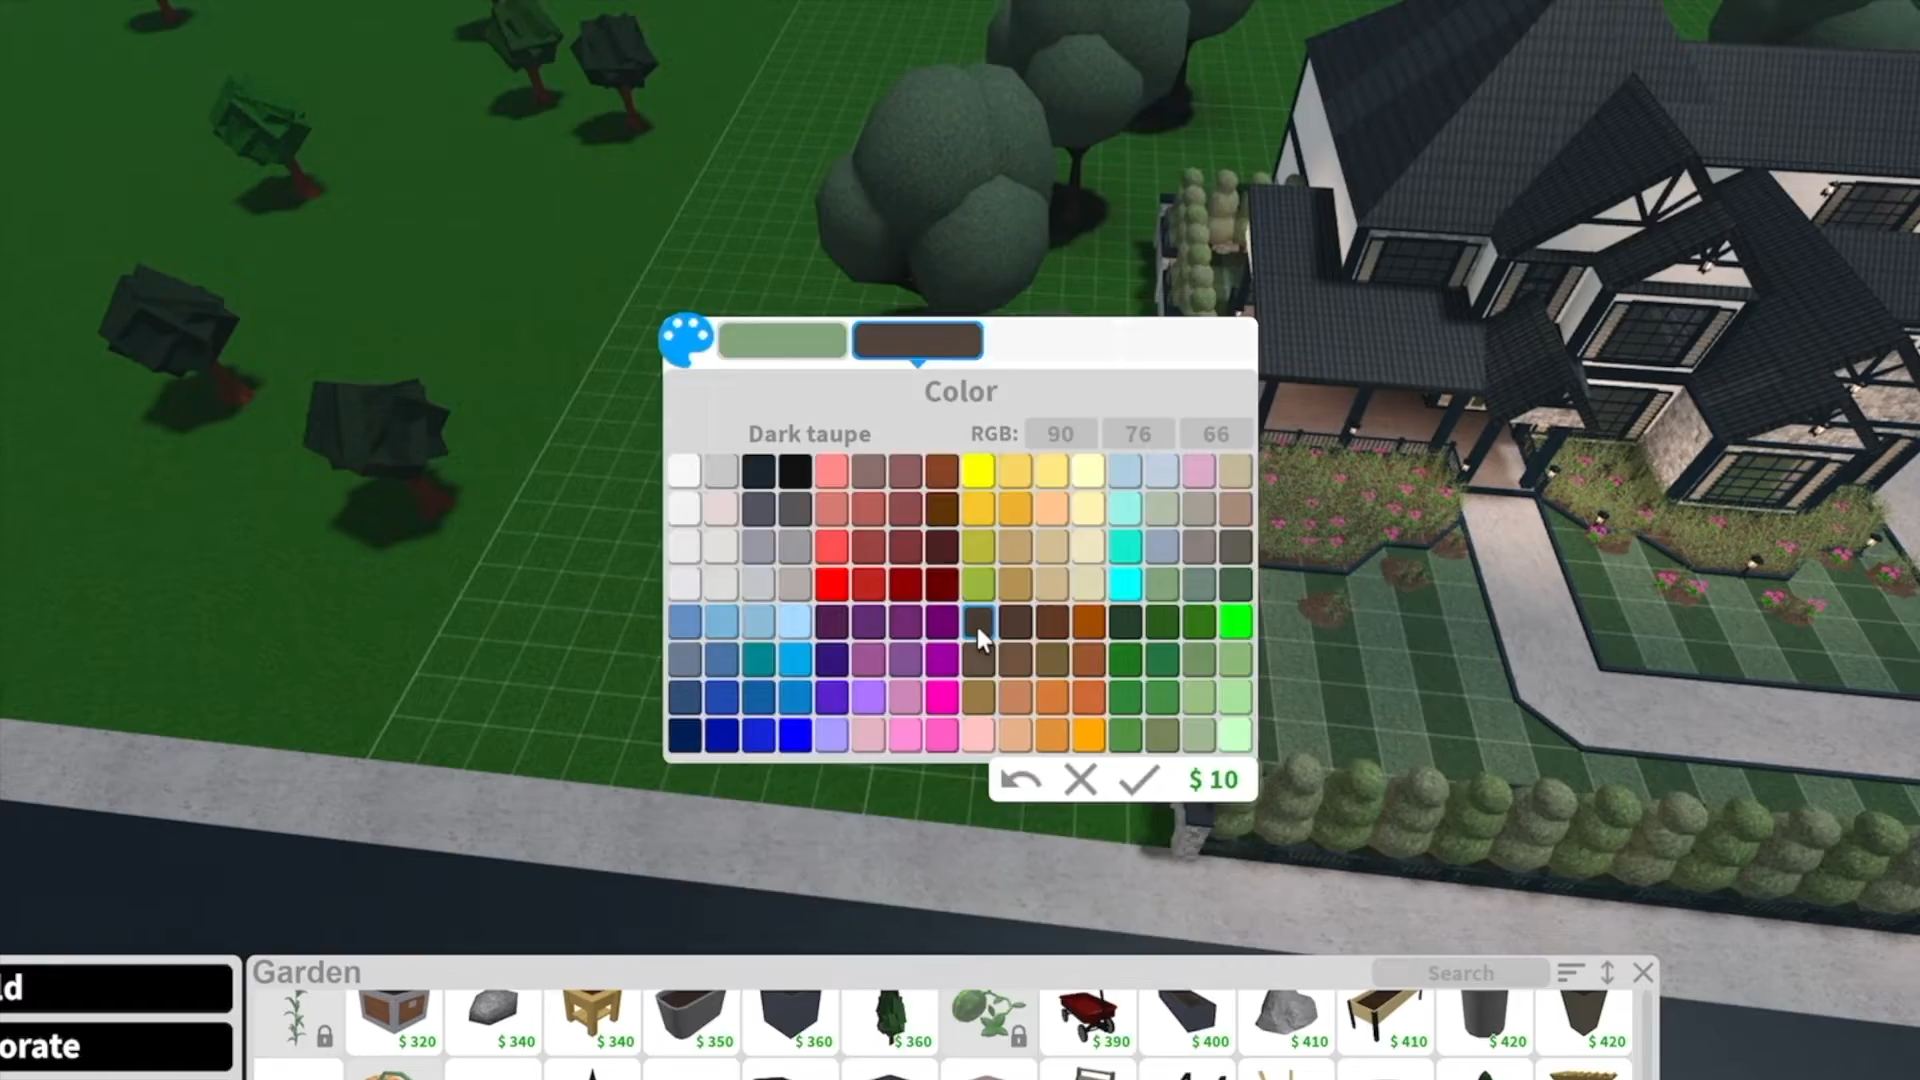 Color
Dark taupe RGB: 90 76 66
$ 10
ld
orate
Garden
Search
$ 320 $ 340 $ 340 $ 350 $ 360 $ 360 $ 390 $ 400 $ 410 $ 410 $ 420 $ 420